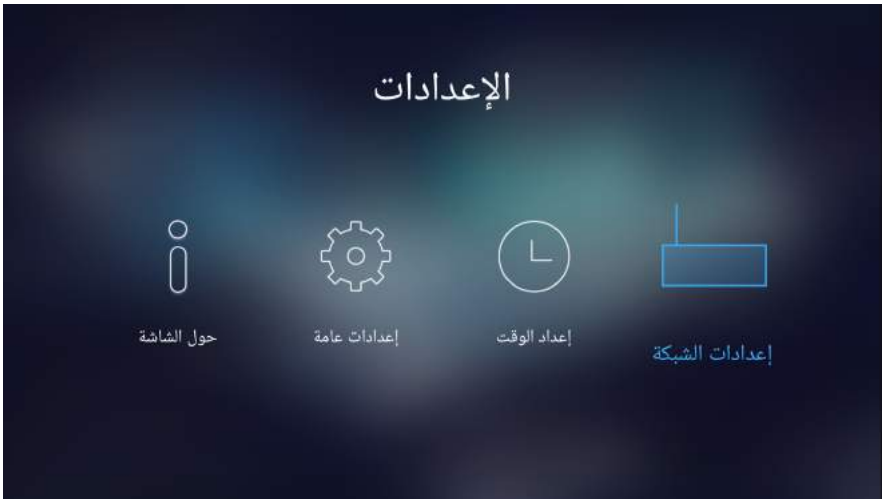 الإعدادات
إعدادات الشبكة
إعداد الوقت
إعدادات عامة
حول الشاشة